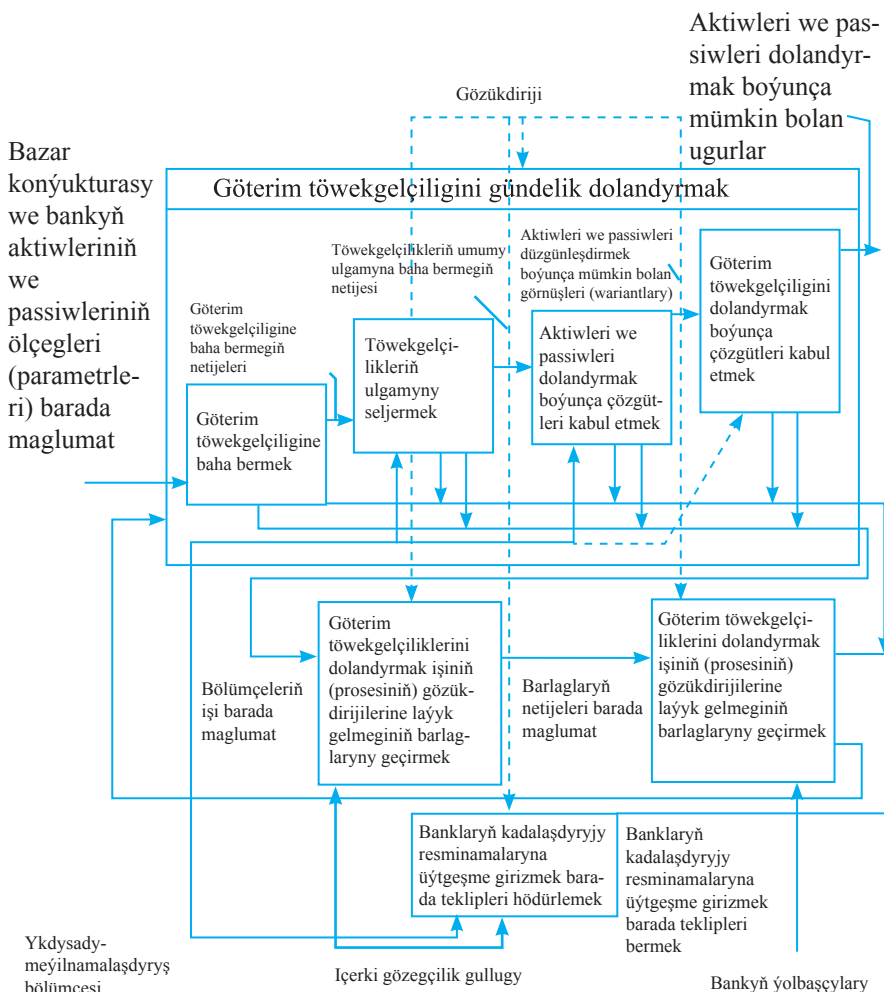 Aktiwleri we pas-
siwleri dolandyr-
mak boýunça
mümkin bolan
ugurlar
Gözükdiriji
Bazar
konýukturasy
we bankyň
aktiwleriniň
we
passiwleriniň
ölçegleri
(parametrle-
ri) barada
maglumat
Göterim töwekgelçiligini gündelik dolandyrmak
Göterim
töwekgelçiligine
baha bermegiň
netijeleri
Töwekgelçilikleriň umumy
ulgamyna baha bermegiň
netijesi
Aktiwleri we passiwleri
düzgünleşdirmek
boýunça mümkin bolan
görnüşleri (wariantlary)
Göterim
töwekgelçiligine
baha bermek
Töwekgelçi-
likleriň
ulgamyny
seljermek
Aktiwleri we
passiwleri
dolandyrmak
boýunça çözgüt-
leri kabul etmek
Göterim
töwekgelçiligini
dolandyrmak
boýunça
çözgütleri kabul
etmek
Bölümçeleriň
işi barada
maglumat
Göterim
töwekgelçiliklerini
dolandyrmak işiniň
(prosesiniň) gözük-
dirijilerine laýyk
gelmeginiň barlag-
laryny geçirmek
Barlaglaryň
netijeleri barada
maglumat
Göterim töwekgelçi-
liklerini dolandyrmak
işiniň (prosesiniň)
gözükdirijilerine
laýyk gelmeginiň
barlaglaryny geçirmek
Banklaryň kadalaşdyryjy
resminamalaryna
üýtgeşme girizmek bara-
da teklipleri hödürlemek
Banklaryň
kadalaşdyryjy
resminamalaryna
üýtgeşme girizmek
barada teklipleri
bermek
Ykdysady-
meýilnamalaşdyryş
bölümçesi
Içerki gözegçilik gullugy
Bankyň ýolbaşçylary